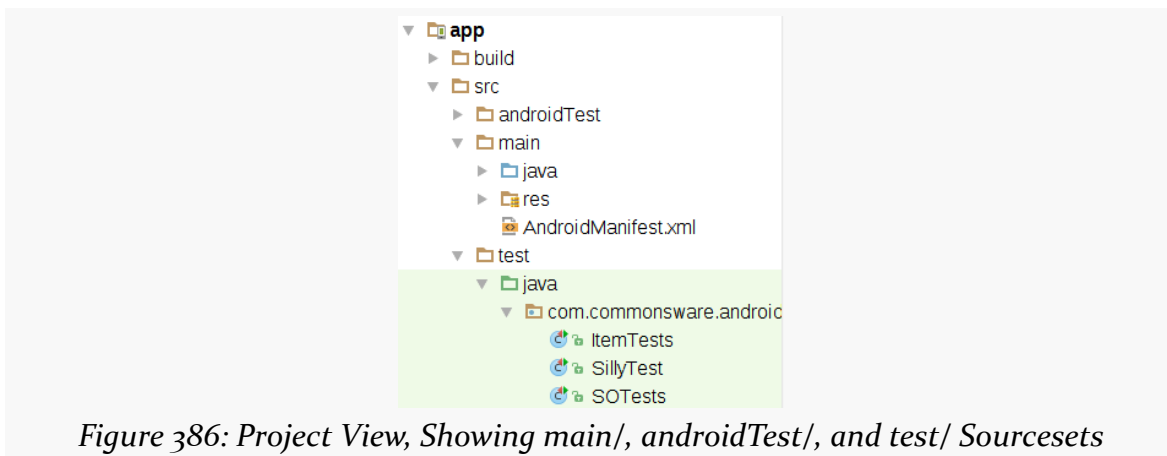 app
build
src
androidTest
main
java
res
AndroidManifest.xml
test
java
com.commonsware.android
ItemTests
SillyTest
SOTests
Figure 386: Project View, Showing main/, androidTest/, and test/ Sourcesets